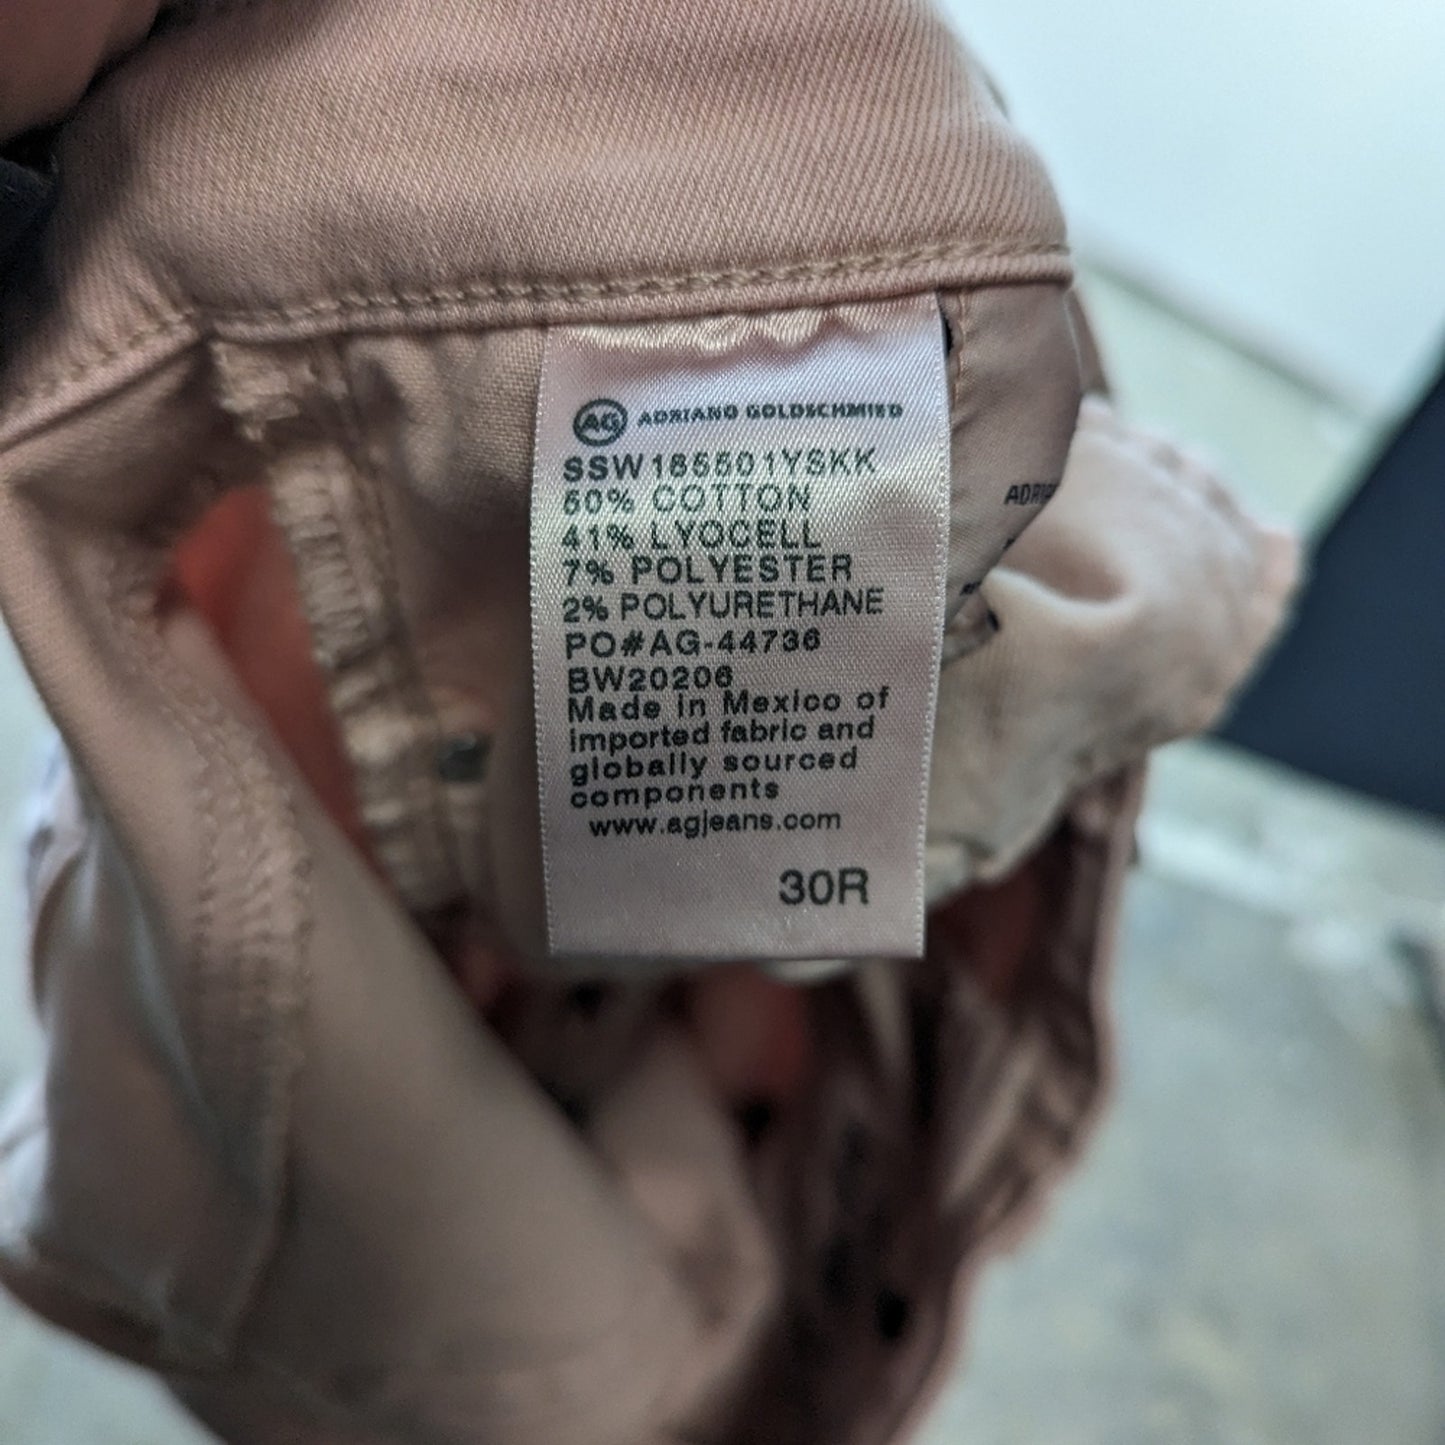 AG ADRIANO GOLDSCHMIED
SSW185501YSKK
50% COTTON
41% LYOCELL
7% POLYESTER
2% POLYURETHANE
PO#AG-44736
BW20206
Made in Mexico of
imported fabric and
globally sourced
components
www.agjeans.com
30R